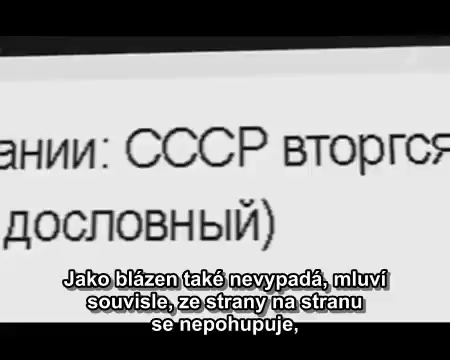 ании: СССР вторгся
дословный)
Jako blázen také nevypadá, mluví
souvisle, ze strany na stranu
se nepohupuje,